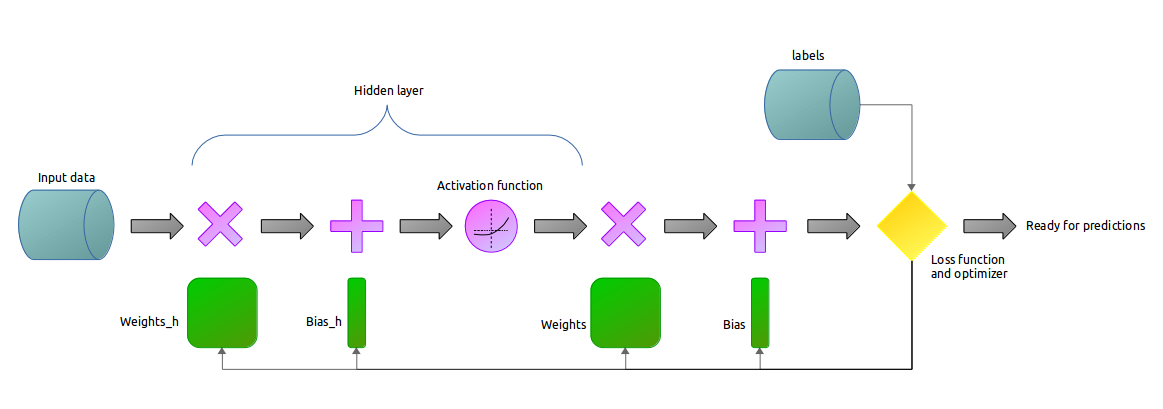 labels
Hidden layer
Input data
Activation function
Ready for predictions
Loss function
and optimizer
Weights_h
Bias_h
Weights
Bias